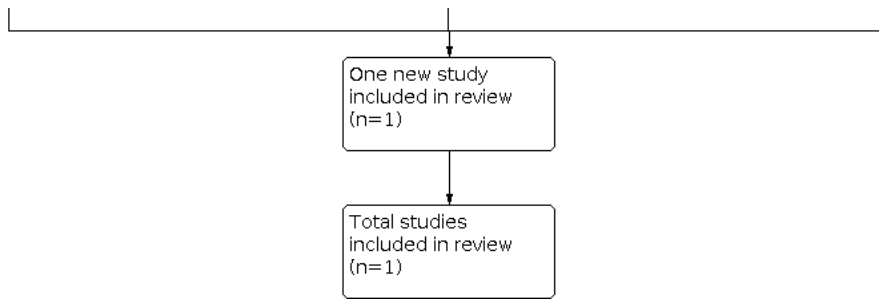 One new study
included in review
(n=1)
Total studies
included in review
(n=1)